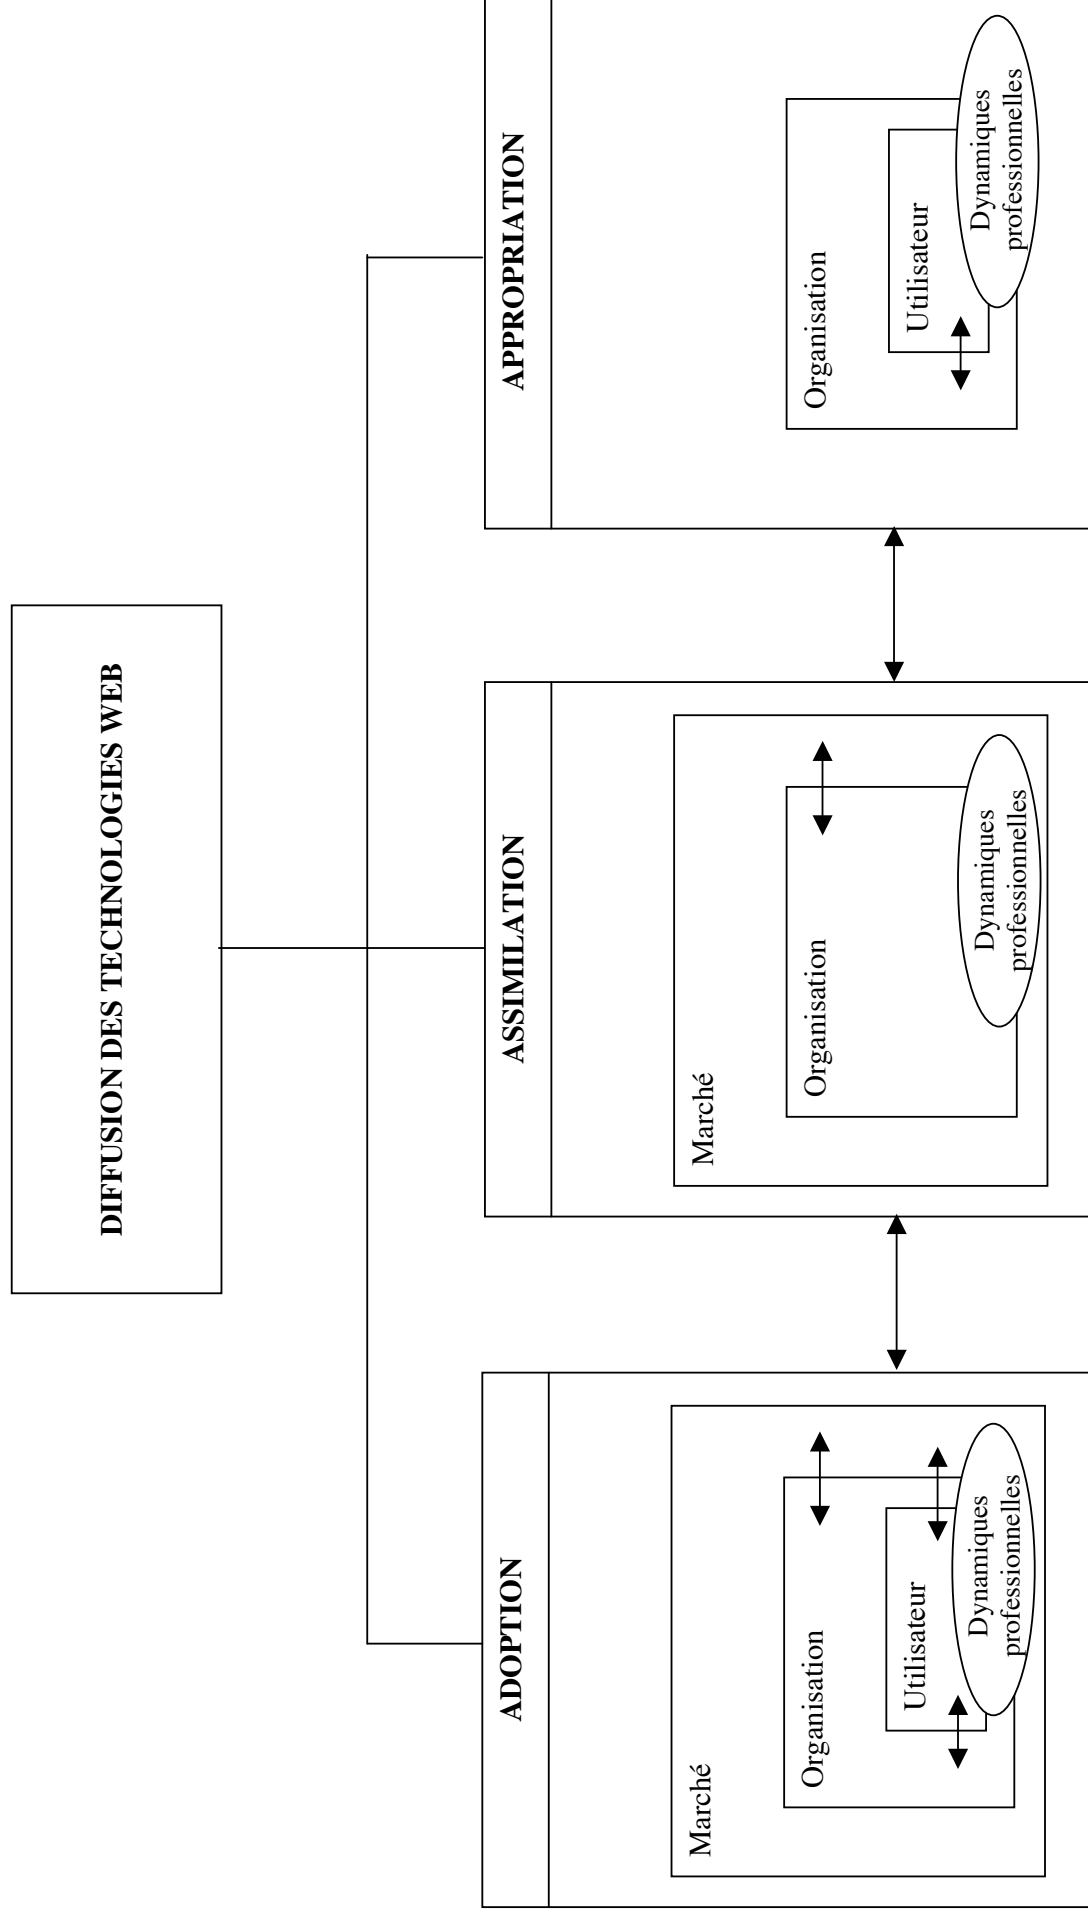 DIFFUSION DES TECHNOLOGIES WEB
ADOPTION
Marché
Organisation
Utilisateur
Dynamiques
professionnelles
ASSIMILATION
Marché
Organisation
Dynamiques
professionnelles
APPROPRIATION
Organisation
Utilisateur
Dynamiques
professionnelles